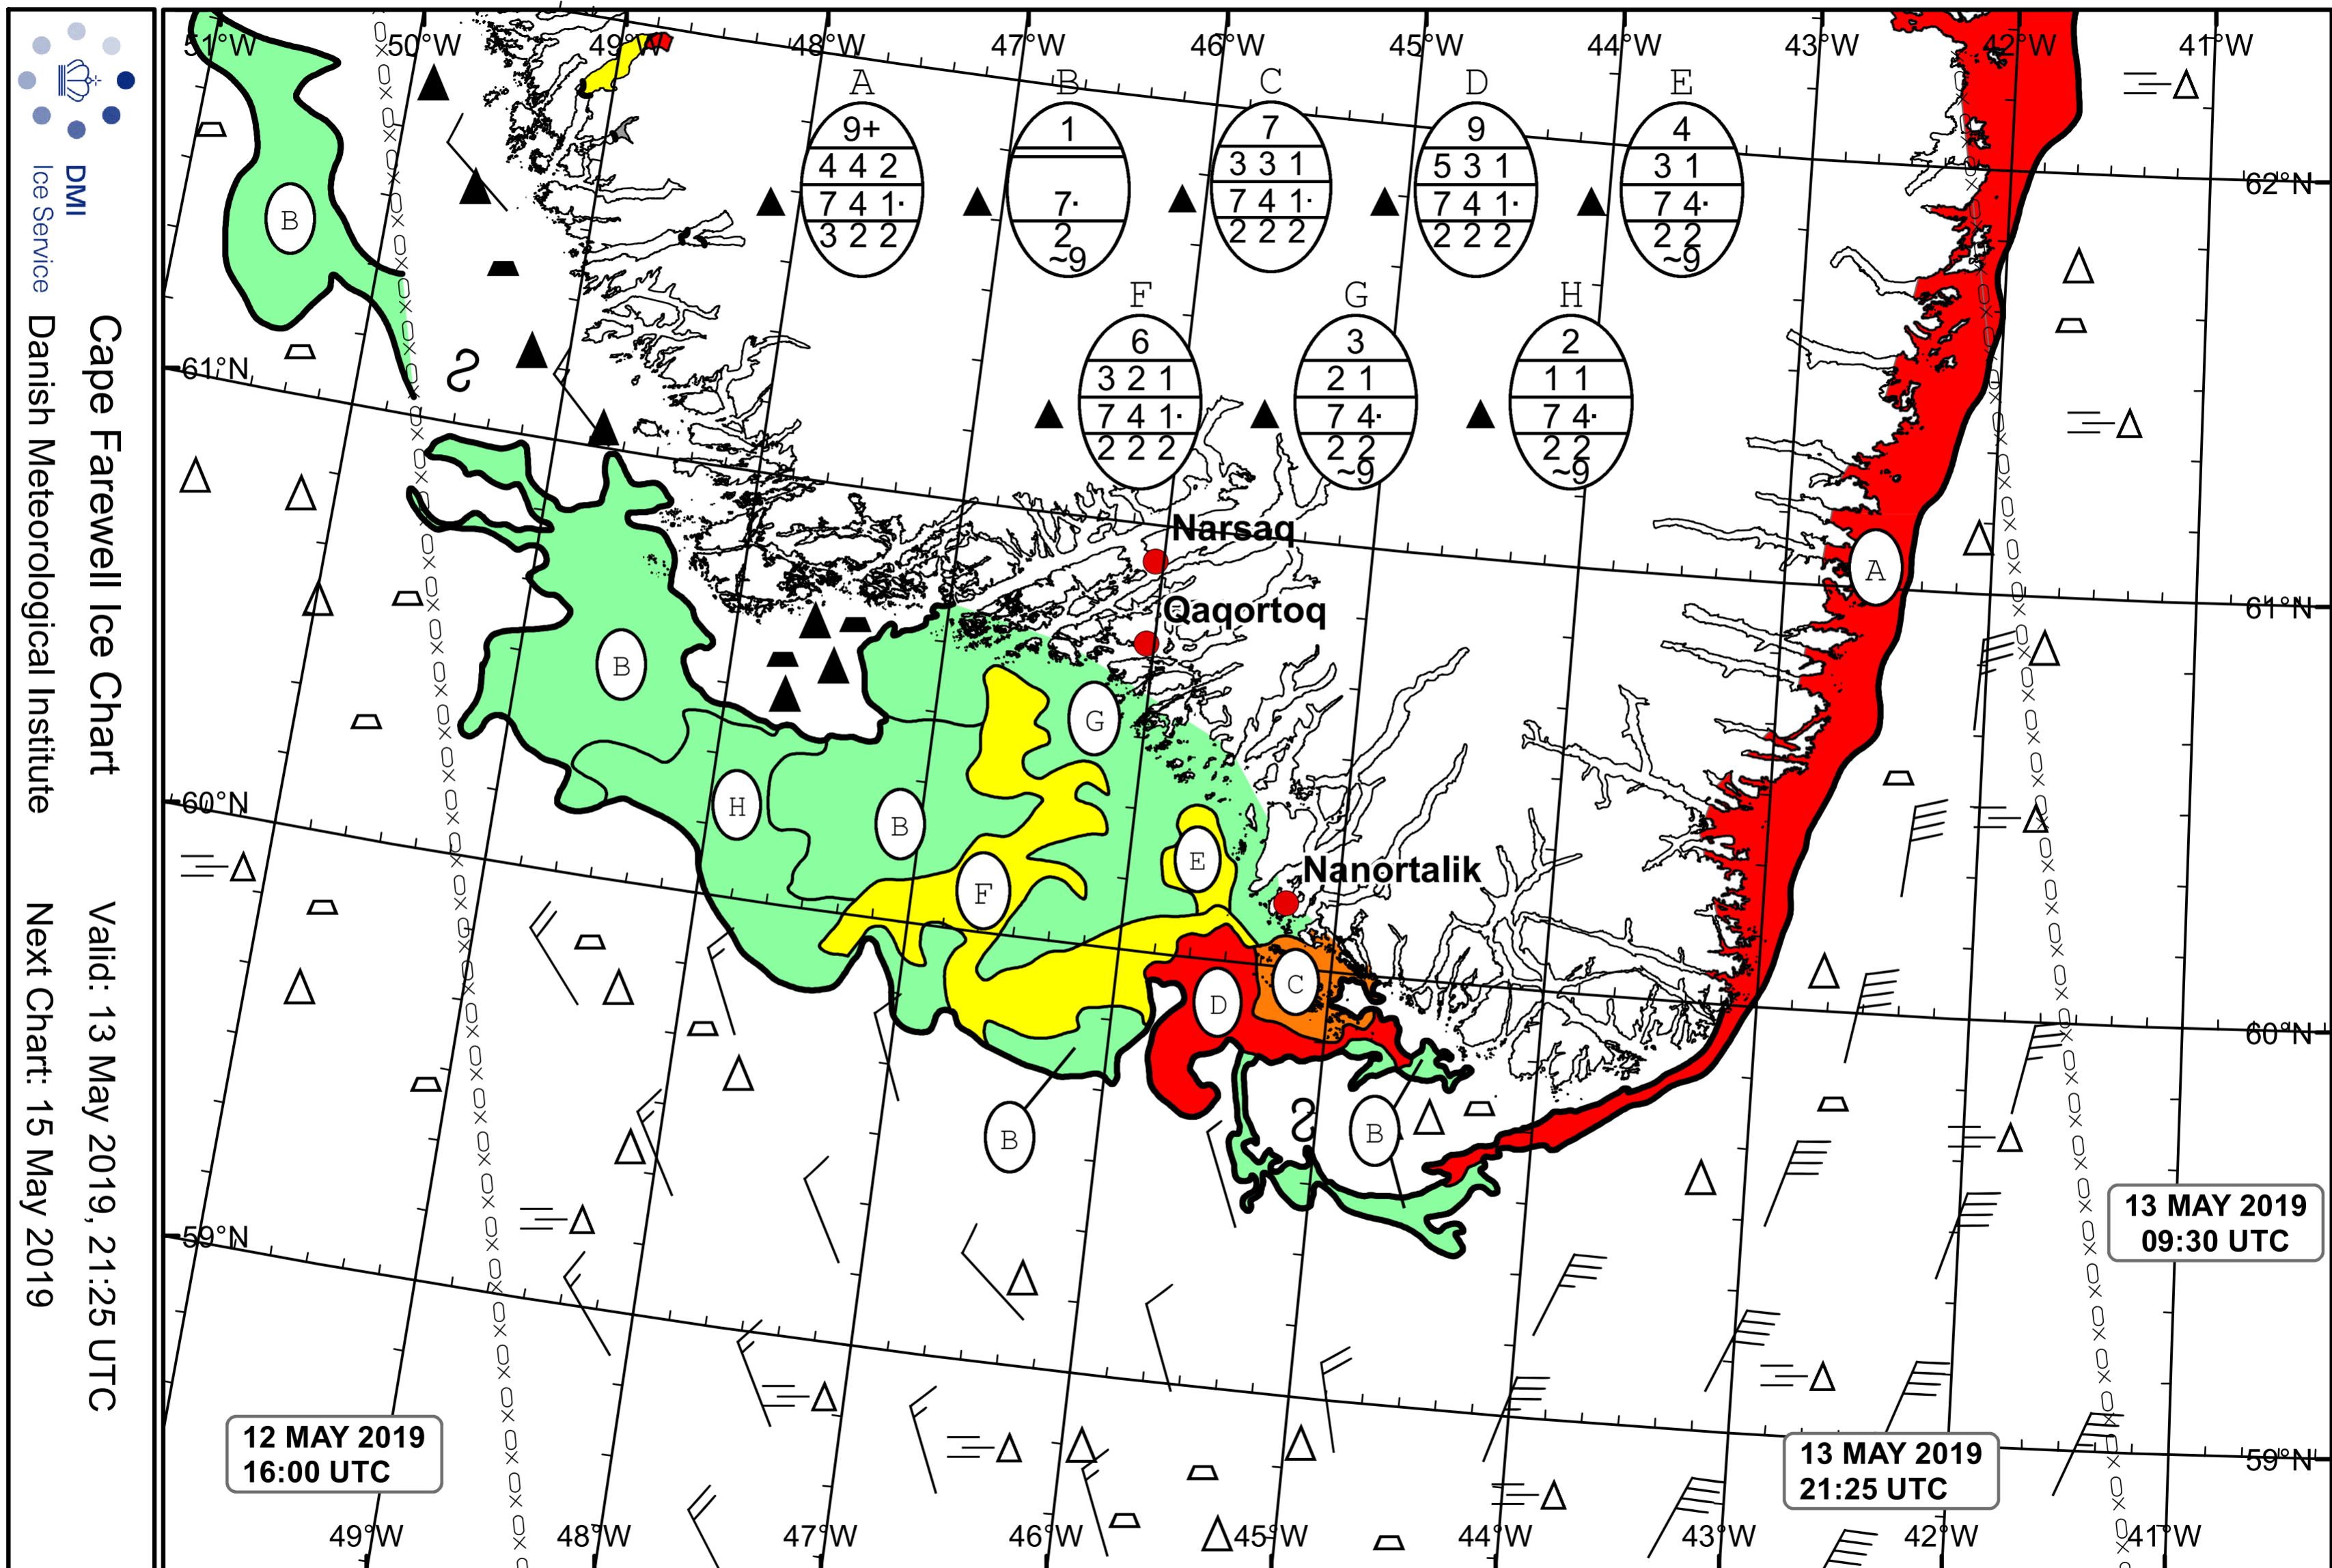 DMI
Ice Service
Cape Farewell Ice Chart
Danish Meteorological Institute
Valid: 13 May 2019, 21:25 UTC
Next Chart: 15 May 2019
51°W 50°W 49°W 48°W 47°W 46°W 45°W 44°W 43°W 42°W 41°W
A B C D E
9+ 1 7 9 4
4 4 2 3 3 1 5 3 1 3 1
7 4 1· 7· 7 4 1· 7 4 1· 7 4·
3 2 2 2 2 2 2 2 2 2 2 2
~9 ~9
62°N
B
F G H
6 3 2
3 2 1 2 1 1 1
7 4 1· 7 4· 7 4·
2 2 2 2 2 2 2
~9 ~9
61°N
Narsaq
A
Qaqortoq
61°N
B
G
60°N
H
B
E
Nanortalik
F
C
D
60°N
B
B
13 MAY 2019
09:30 UTC
59°N
12 MAY 2019
16:00 UTC
13 MAY 2019
21:25 UTC
59°N
49°W 48°W 47°W 46°W 45°W 44°W 43°W 42°W 41°W